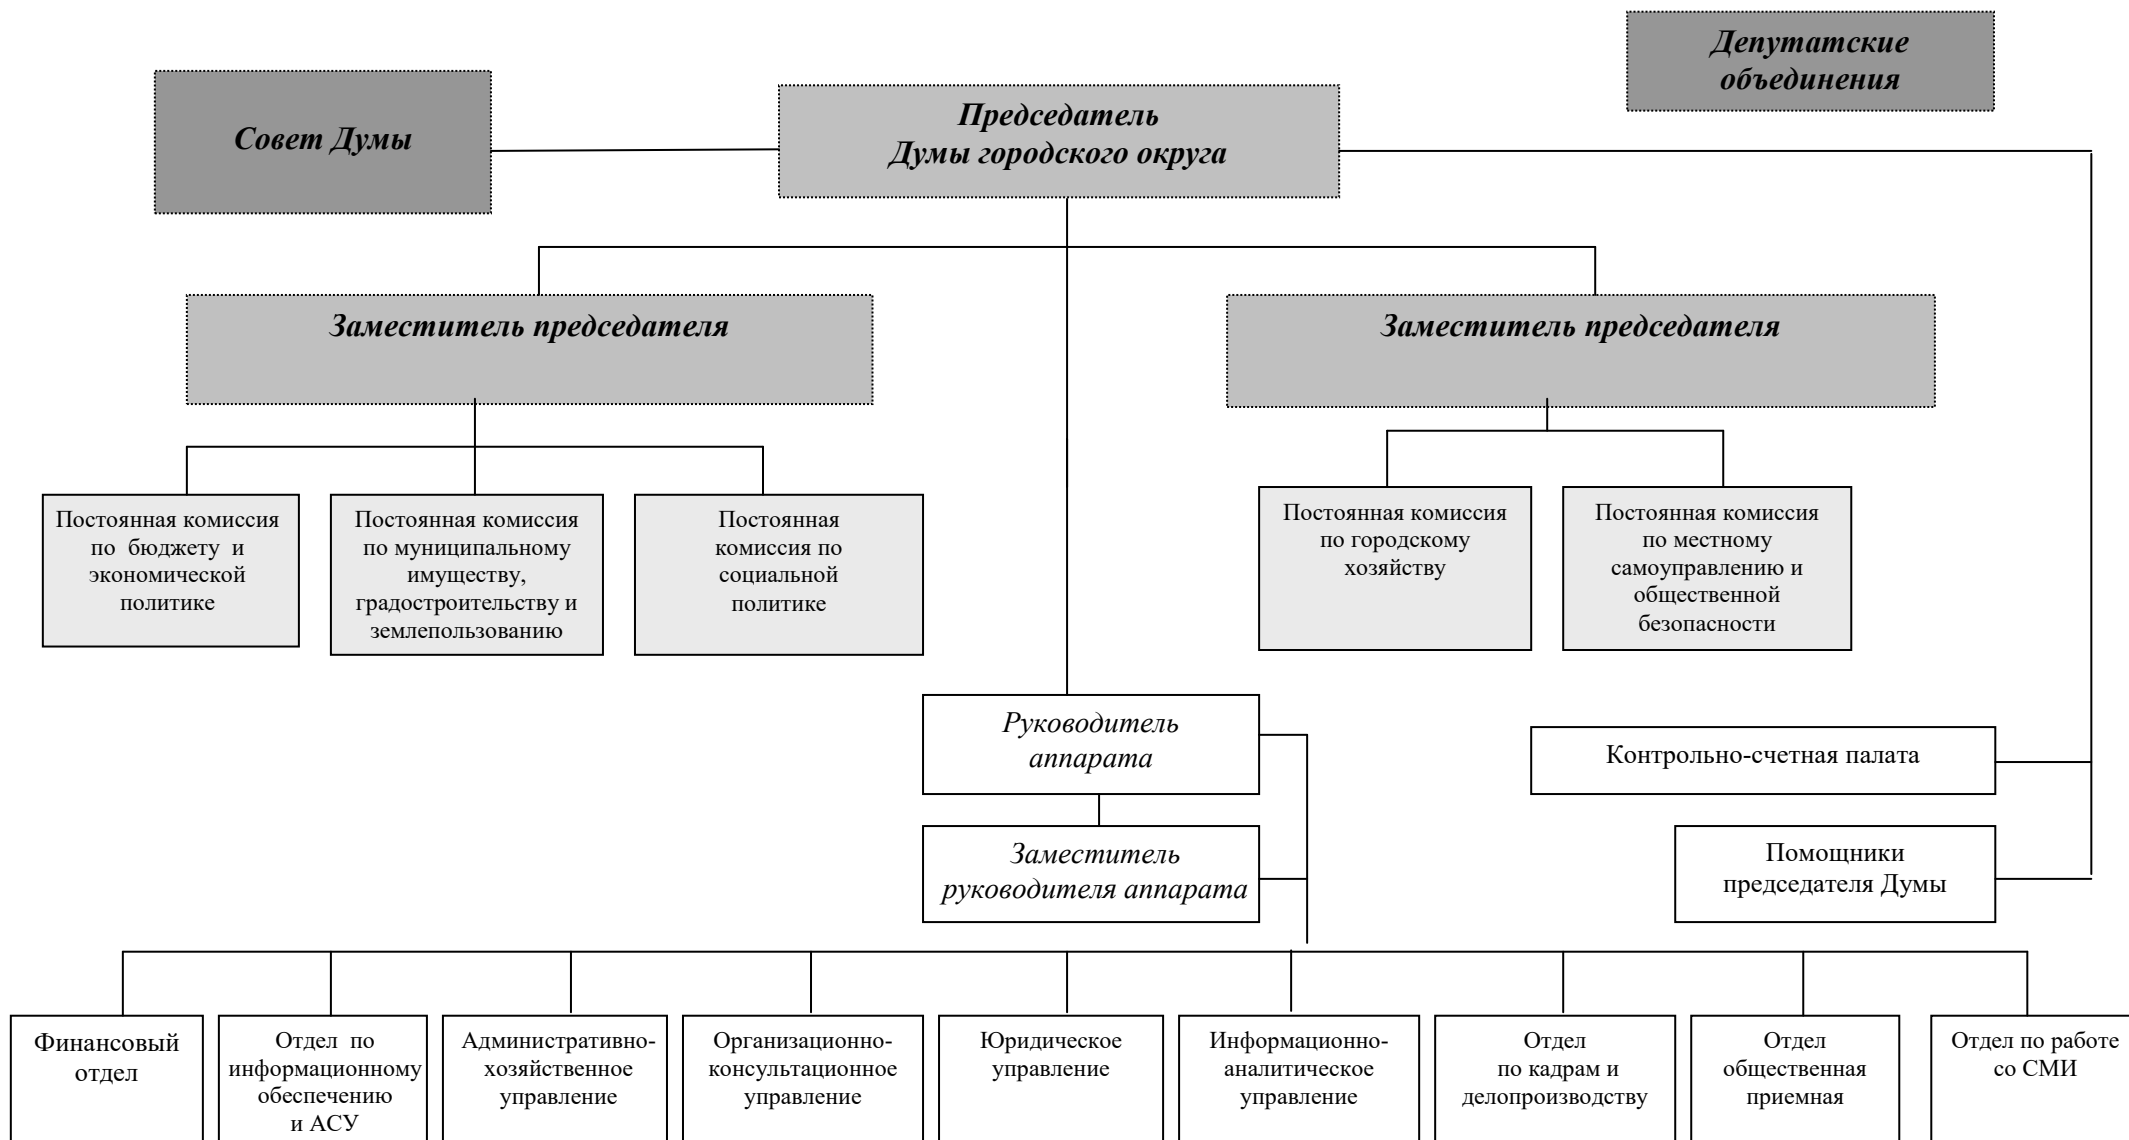 Депутатские
объединения
Совет Думы
Председатель
Думы городского округа
Заместитель председателя
Заместитель председателя
Постоянная комиссия
по бюджету и
экономической
политике
Постоянная комиссия
по муниципальному
имуществу,
градостроительству и
землепользованию
Постоянная
комиссия по
социальной
политике
Постоянная комиссия
по городскому
хозяйству
Постоянная комиссия
по местному
самоуправлению и
общественной
безопасности
Руководитель
аппарата
Контрольно-счетная палата
Заместитель
руководителя аппарата
Помощники
председателя Думы
Финансовый
отдел
Отдел по
информационному
обеспечению
и АСУ
Административно-
хозяйственное
управление
Организационно-
консультационное
управление
Юридическое
управление
Информационно-
аналитическое
управление
Отдел
по кадрам и
делопроизводству
Отдел
общественная
приемная
Отдел по работе
со СМИ